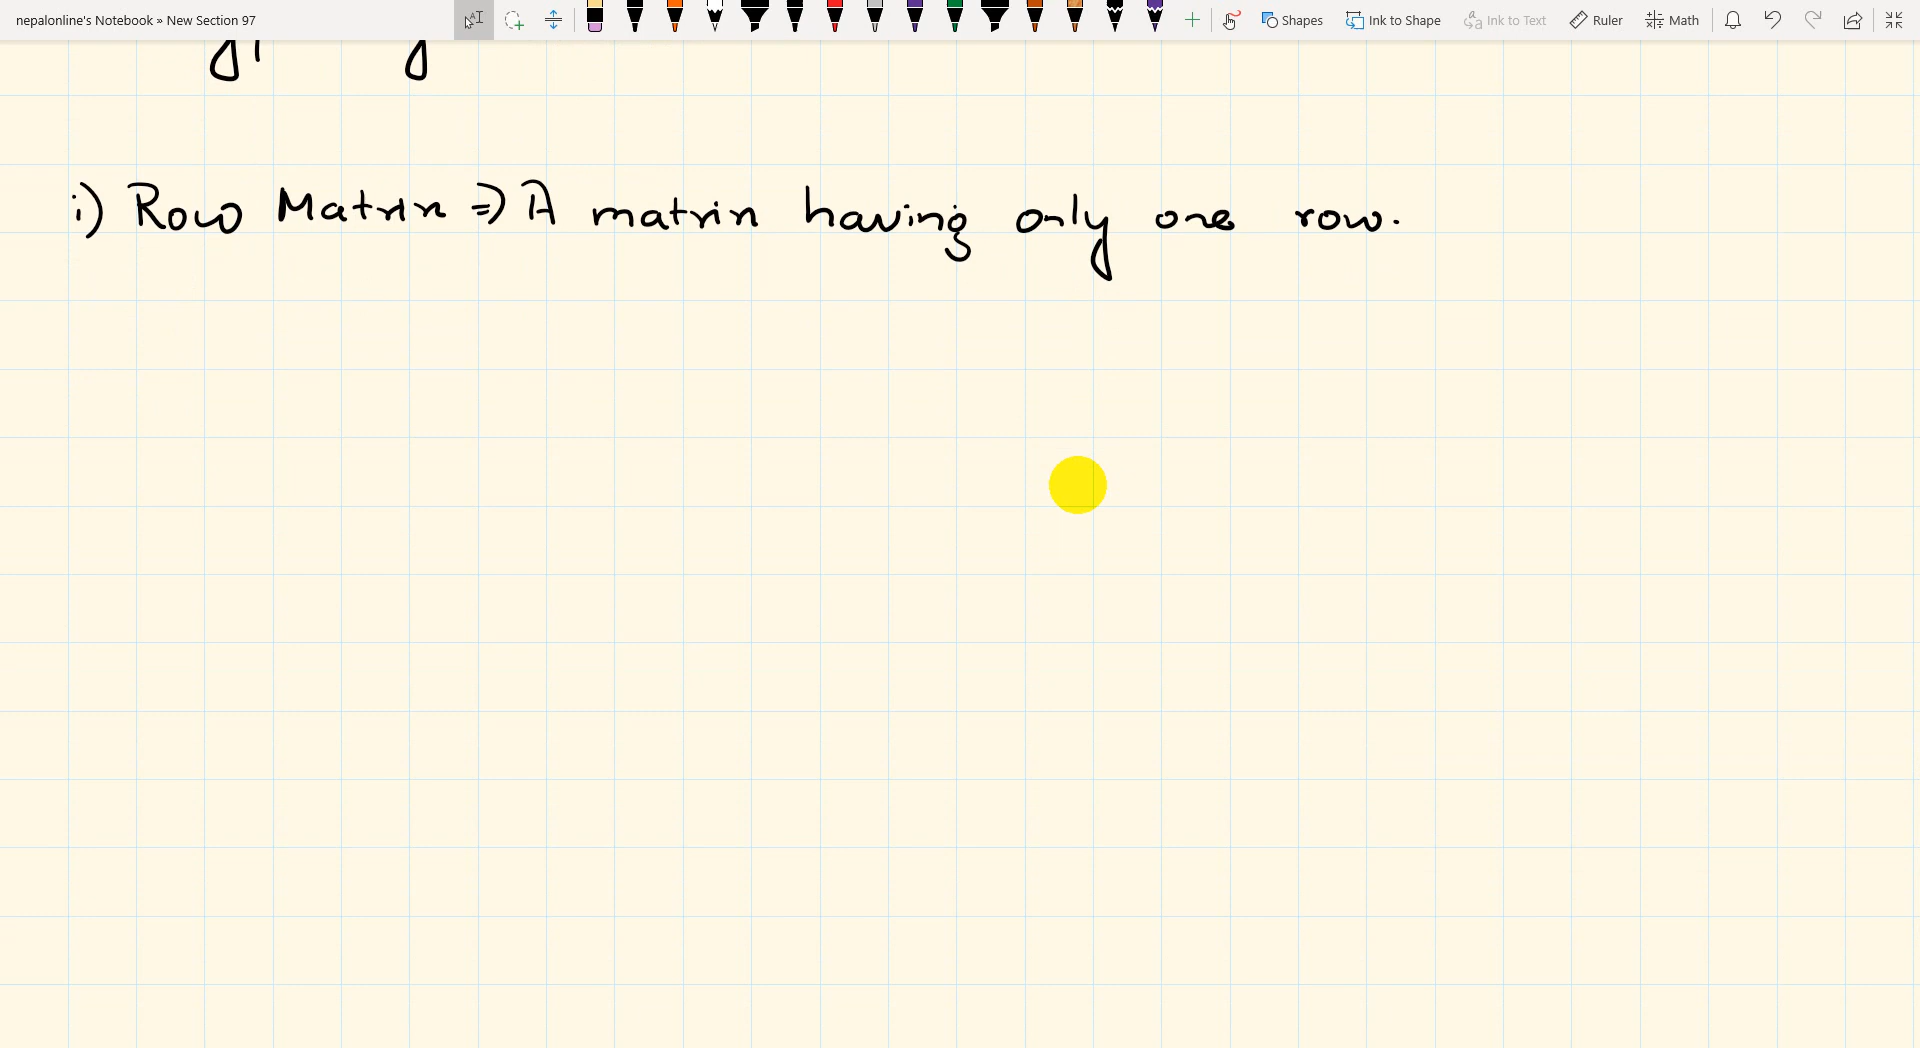 nepalonline's Notebook » New Section 97
Shapes
Ink to Shape
Ink to Text
Ruler
Math
i) Row Matrix ⇒ A matrix having only one row.